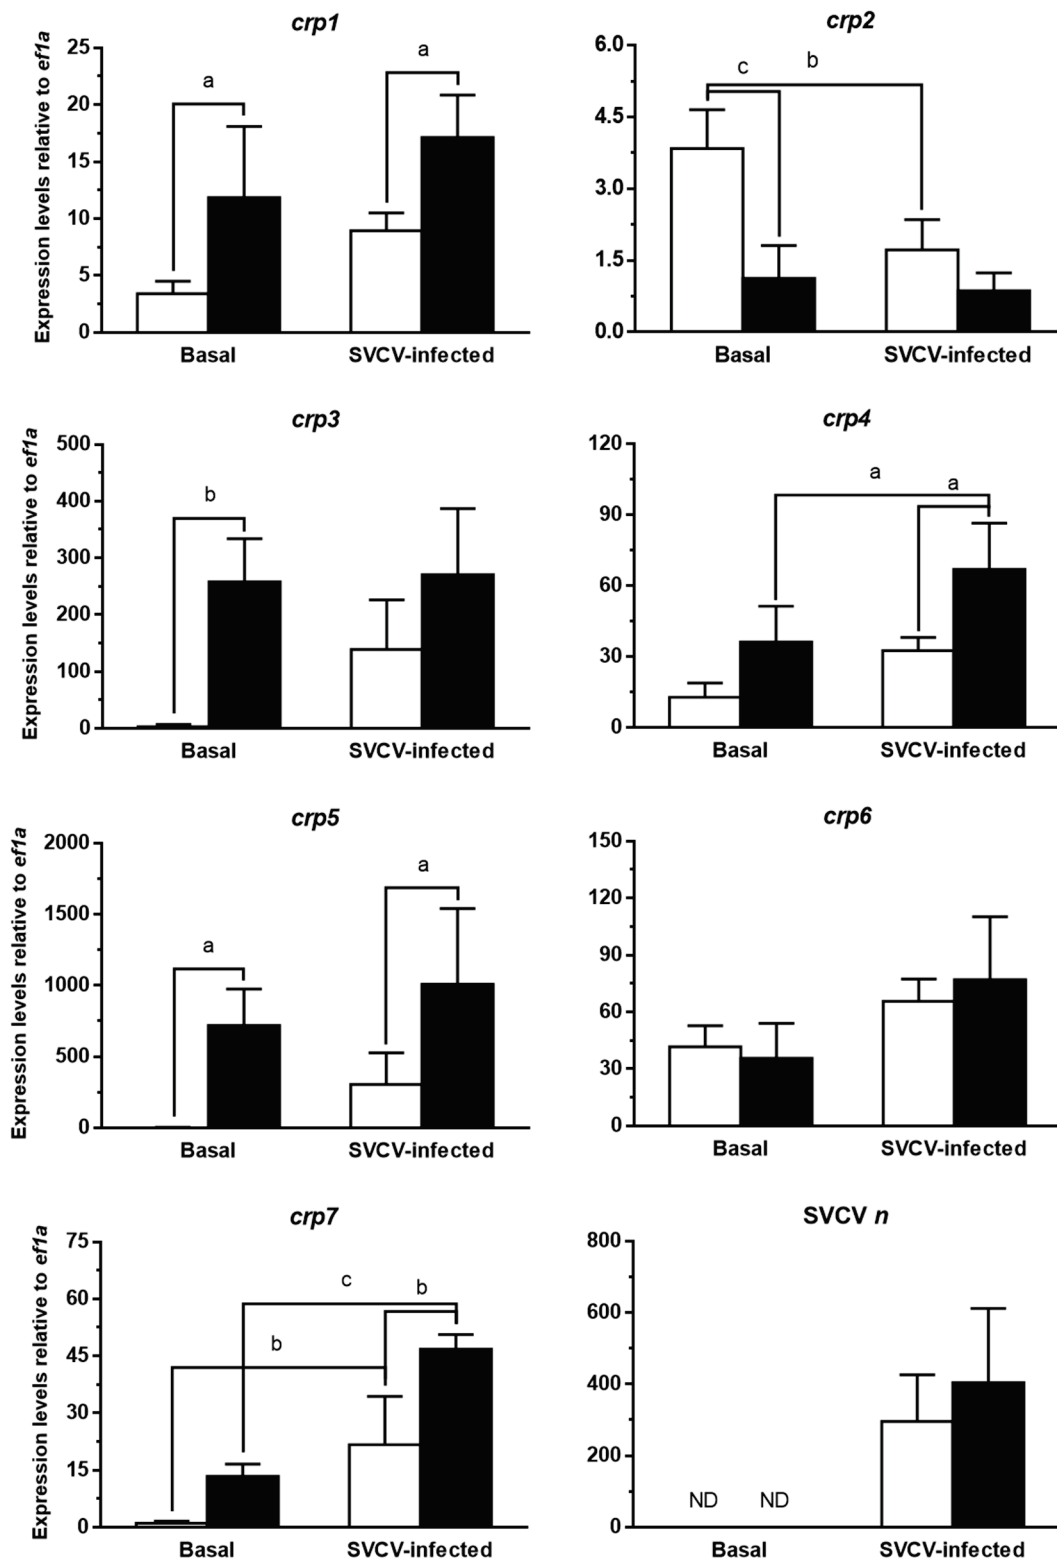 crp1
Expression levels relative to ef1a
25
20
15
10
5
0
a
a
Basal
SVCV-infected
crp2
6.0
4.5
3.0
1.5
0.0
c
b
Basal
SVCV-infected
crp3
Expression levels relative to ef1a
500
400
300
200
100
0
b
Basal
SVCV-infected
crp4
120
90
60
30
0
a
a
Basal
SVCV-infected
crp5
Expression levels relative to ef1a
2000
1500
1000
500
0
a
a
Basal
SVCV-infected
crp6
150
120
90
60
30
0
Basal
SVCV-infected
crp7
Expression levels relative to ef1a
75
60
45
30
15
0
b
c
b
Basal
SVCV-infected
SVCV n
800
600
400
200
0
ND
ND
Basal
SVCV-infected